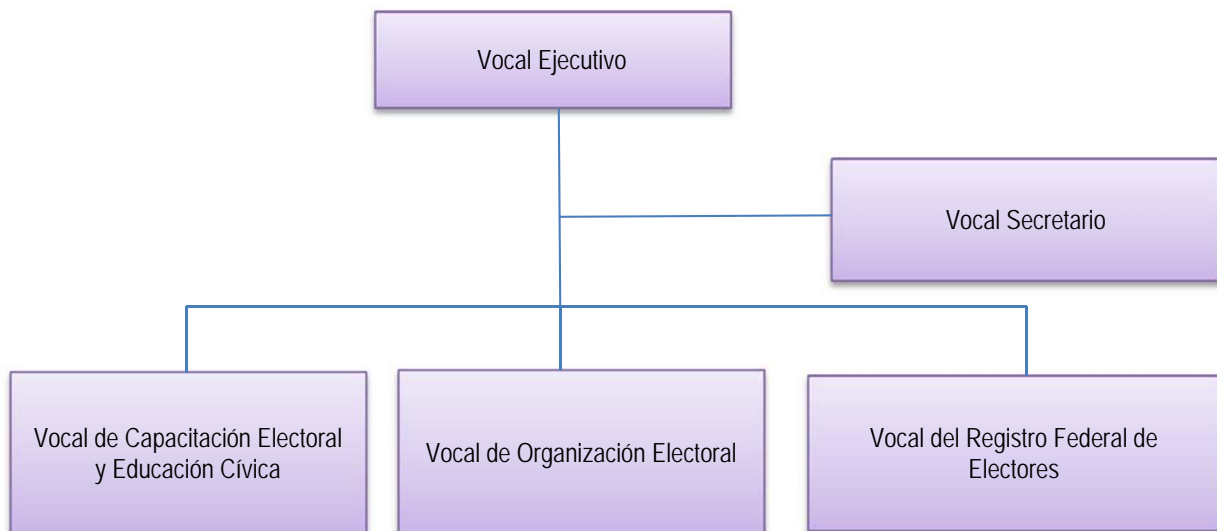 Vocal Ejecutivo
Vocal Secretario
Vocal de Capacitación Electoral
y Educación Cívica
Vocal de Organización Electoral
Vocal del Registro Federal de
Electores